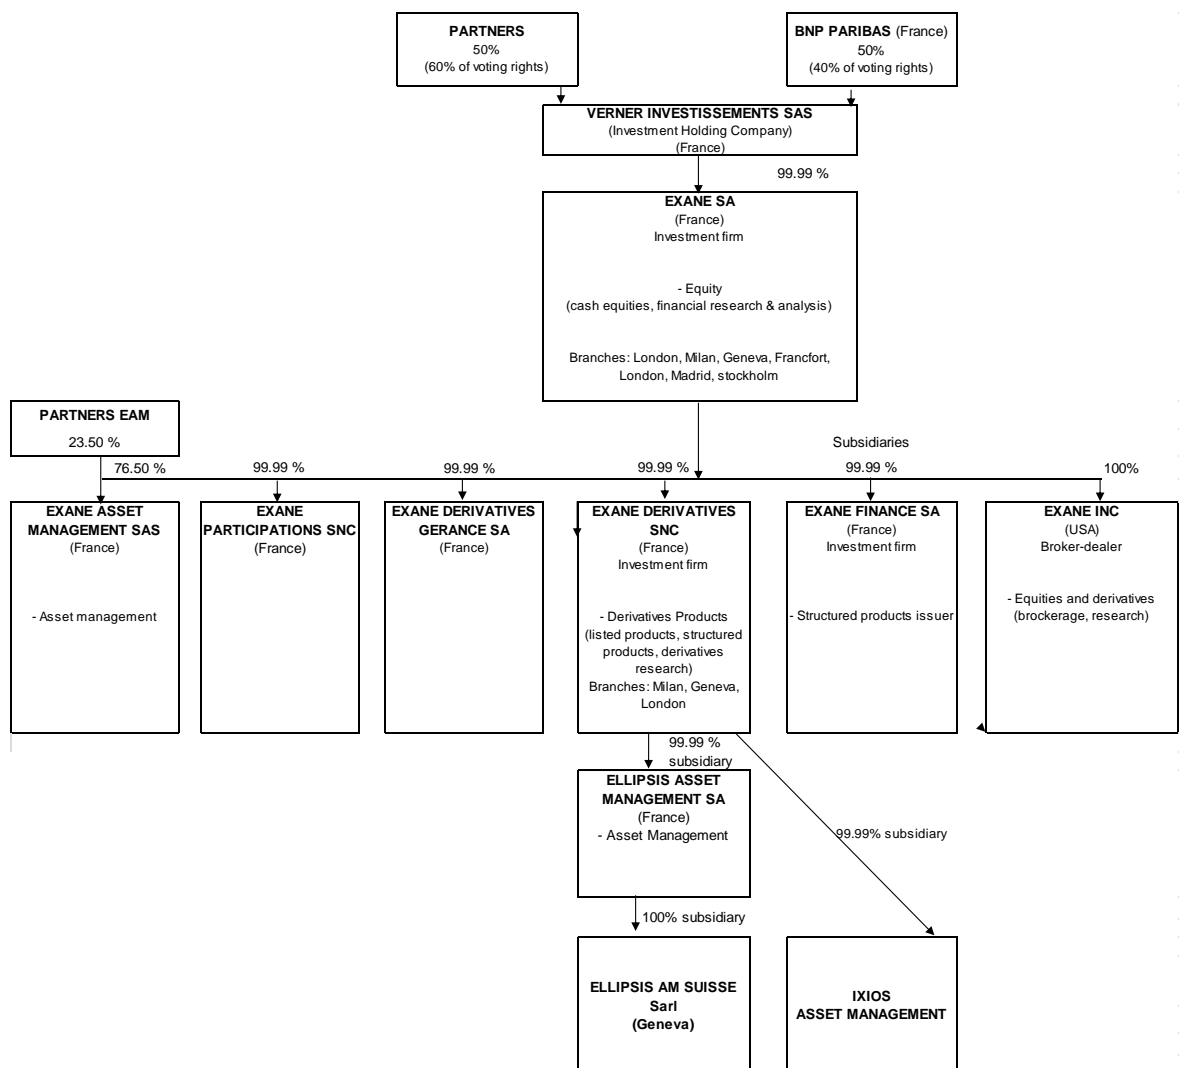 PARTNERS
50%
(60% of voting rights)
BNP PARIBAS (France)
50%
(40% of voting rights)
VERNER INVESTISSEMENTS SAS
(Investment Holding Company)
(France)
99.99 %
EXANE SA
(France)
Investment firm
- Equity
(cash equities, financial research & analysis)
Branches: London, Milan, Geneva, Francfort,
London, Madrid, stockholm
PARTNERS EAM
23.50 %
Subsidiaries
76.50 %
99.99 %
99.99 %
99.99 %
99.99 %
100%
EXANE ASSET
MANAGEMENT SAS
(France)
- Asset management
EXANE
PARTICIPATIONS SNC
(France)
EXANE DERIVATIVES
GERANCE SA
(France)
EXANE DERIVATIVES
SNC
(France)
Investment firm
- Derivatives Products
(listed products, structured
products, derivatives
research)
Branches: Milan, Geneva,
London
EXANE FINANCE SA
(France)
Investment firm
- Structured products issuer
EXANE INC
(USA)
Broker-dealer
- Equities and derivatives
(brockerage, research)
99.99 %
subsidiary
ELLIPSIS ASSET
MANAGEMENT SA
(France)
- Asset Management
99.99% subsidiary
100% subsidiary
ELLIPSIS AM SUISSE
Sarl
(Geneva)
IXIOS
ASSET MANAGEMENT